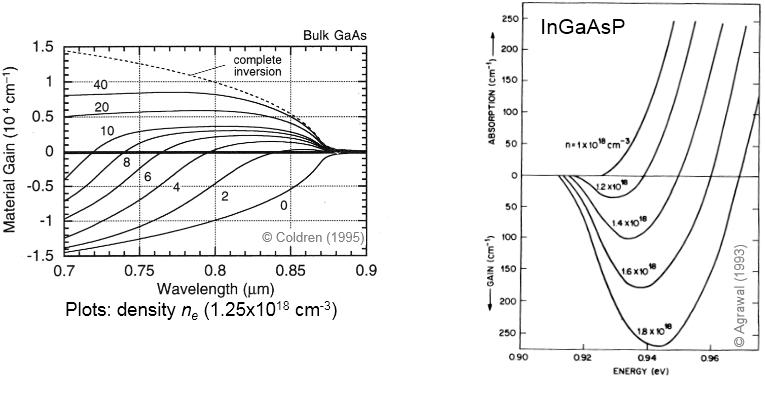 Bulk GaAs
1.5
1
0.5
0
-0.5
-1
-1.5
Material Gain (10⁴ cm⁻¹)
complete
inversion
40
20
10
8
6
4
2
0
© Coldren (1995)
0.7
0.75
0.8
0.85
0.9
Wavelength (μm)
Plots: density nₑ (1.25x10¹⁸ cm⁻³)
InGaAsP
250
200
150
100
50
0
50
100
150
200
250
ABSORPTION (cm⁻¹)
GAIN (cm⁻¹)
n=1 x 10¹⁸ cm⁻³
1.2 x 10¹⁸
1.4 x 10¹⁸
1.6 x 10¹⁸
1.8 x 10¹⁸
© Agrawal (1993)
0.90
0.92
0.94
0.96
ENERGY (eV)